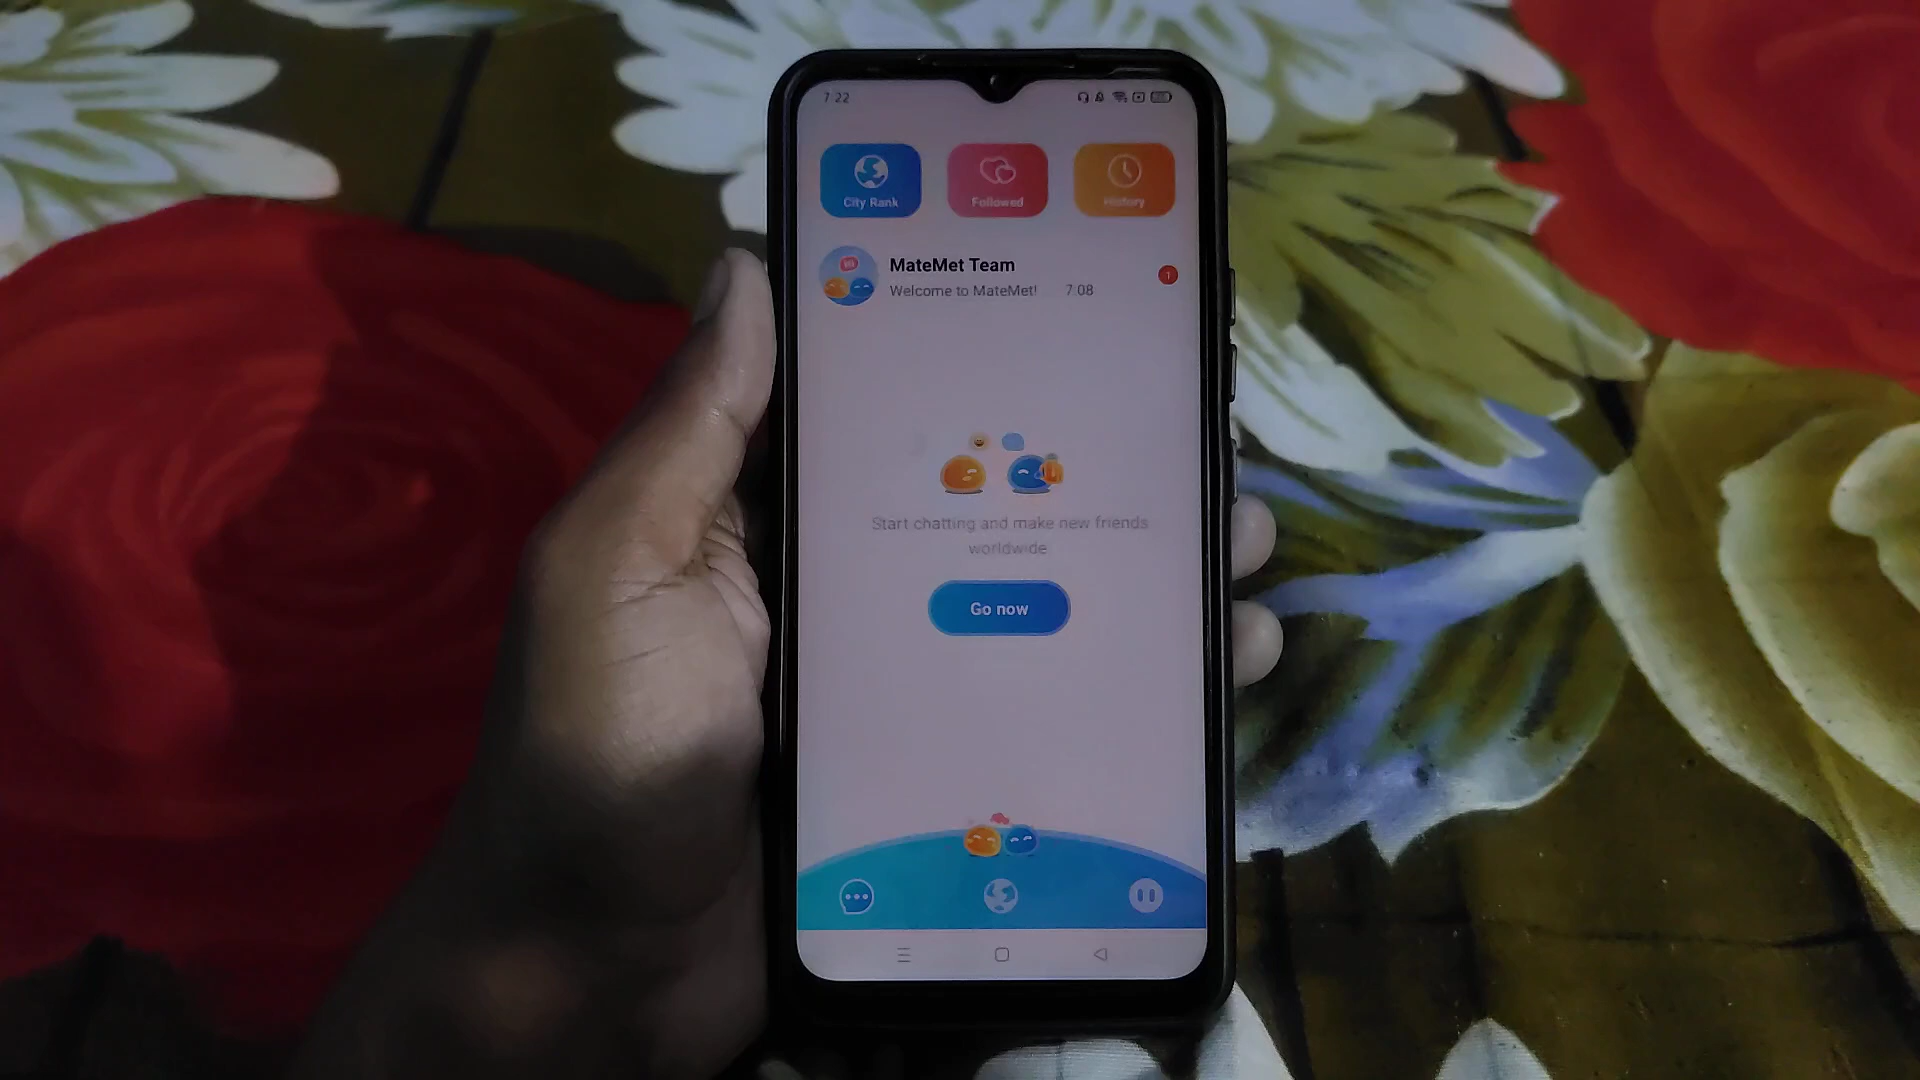 7:22
City Rank
Followed
History
MateMet Team
Welcome to MateMet! 7:08
1
Start chatting and make new friends
worldwide
Go now